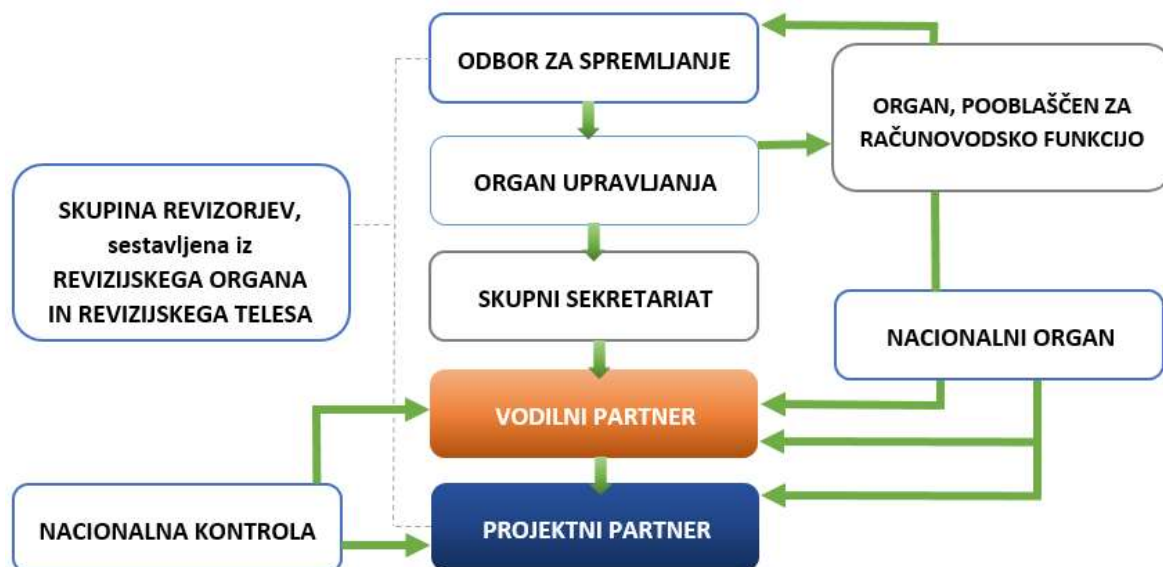 ODBOR ZA SPREMLJANJE
ORGAN, POOBLAŠČEN ZA
RAČUNOVODSKO FUNKCIJO
ORGAN UPRAVLJANJA
SKUPINA REVIZORJEV,
sestavljena iz
REVIZIJSKEGA ORGANA
IN REVIZIJSKEGA TELESA
SKUPNI SEKRETARIAT
NACIONALNI ORGAN
VODILNI PARTNER
NACIONALNA KONTROLA
PROJEKTNI PARTNER